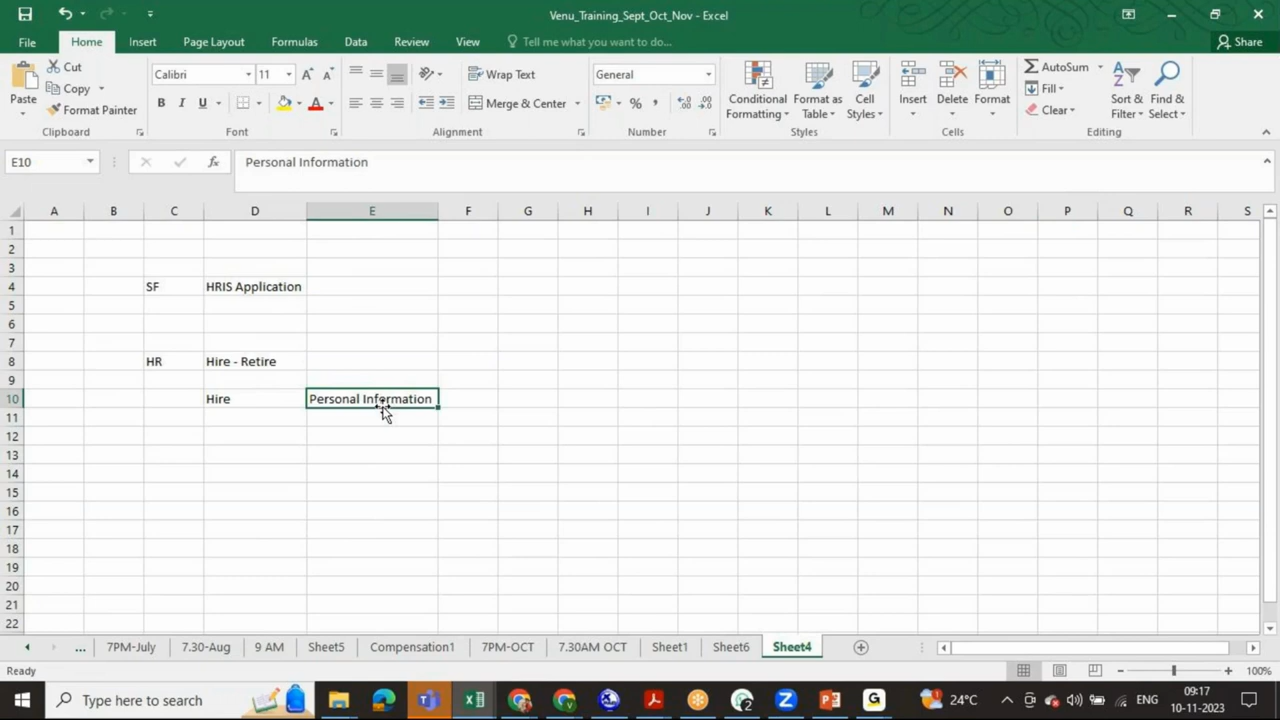 Venu_Training_Sept_Oct_Nov - Excel
File Home Insert Page Layout Formulas Data Review View Tell me what you want to do... Share
Paste Cut Copy Format Painter Calibri 11 B I U Wrap Text Merge & Center General % , Conditional Formatting Format as Table Cell Styles Insert Delete Format AutoSum Fill Clear Sort & Filter Find & Select
Clipboard Font Alignment Number Styles Cells Editing
E10 fx Personal Information
A B C D E F G H I J K L M N O P Q R S
1
2
3
4 SF HRIS Application
5
6
7
8 HR Hire - Retire
9
10 Hire Personal Information
11
12
13
14
15
16
17
18
19
20
21
22
... 7PM-July 7.30-Aug 9 AM Sheet5 Compensation1 7PM-OCT 7.30AM OCT Sheet1 Sheet6 Sheet4
Ready 100%
Type here to search 24°C ENG 09:17
10-11-2023